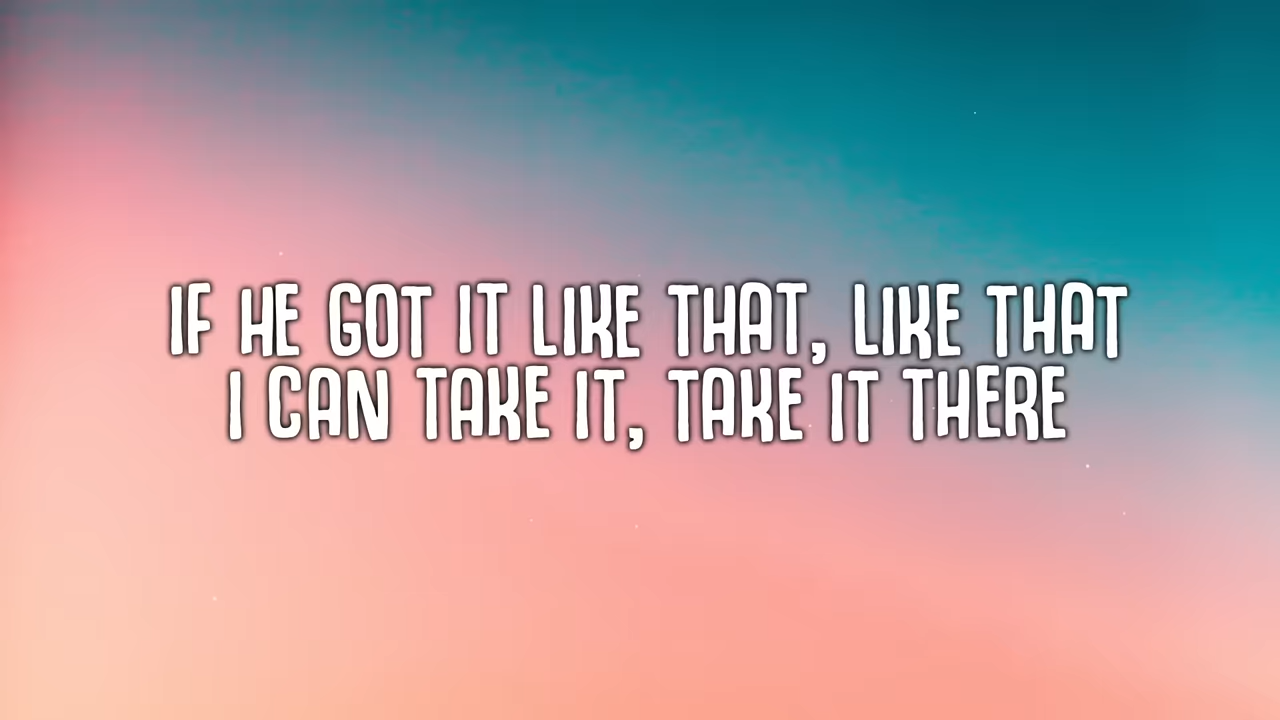 IF HE GOT IT LIKE THAT, LIKE THAT
I CAN TAKE IT, TAKE IT THERE